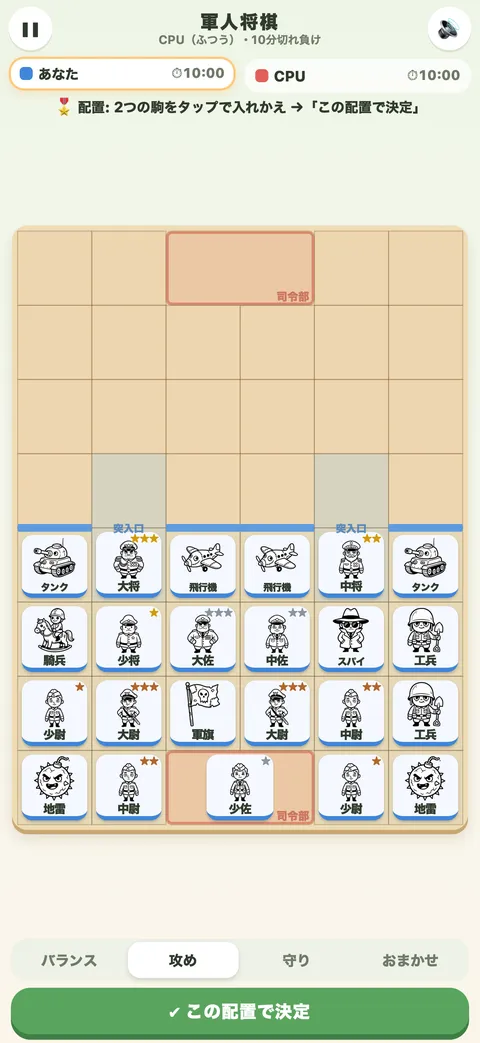 軍人将棋
CPU（ふつう）・10分切れ負け
あなた ⏱10:00
CPU ⏱10:00
🎖 配置: 2つの駒をタップで入れかえ → 「この配置で決定」
司令部
突入口 突入口
タンク 大将 飛行機 飛行機 中将 タンク
騎兵 少将 大佐 中佐 スパイ 工兵
少尉 大尉 軍旗 大尉 中尉 工兵
地雷 中尉 少佐 司令部 少尉 地雷
バランス 攻め 守り おまかせ
✓ この配置で決定